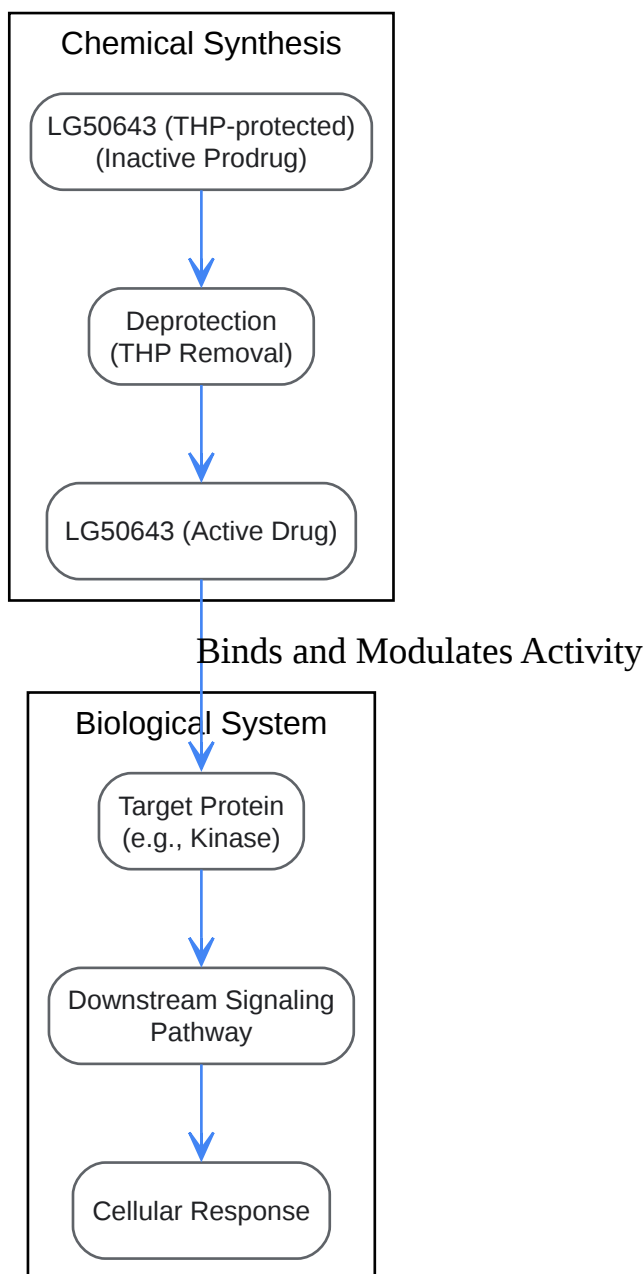 Chemical Synthesis
LG50643 (THP-protected)
(Inactive Prodrug)
Deprotection
(THP Removal)
LG50643 (Active Drug)
Binds and Modulates Activity
Biological System
Target Protein
(e.g., Kinase)
Downstream Signaling
Pathway
Cellular Response